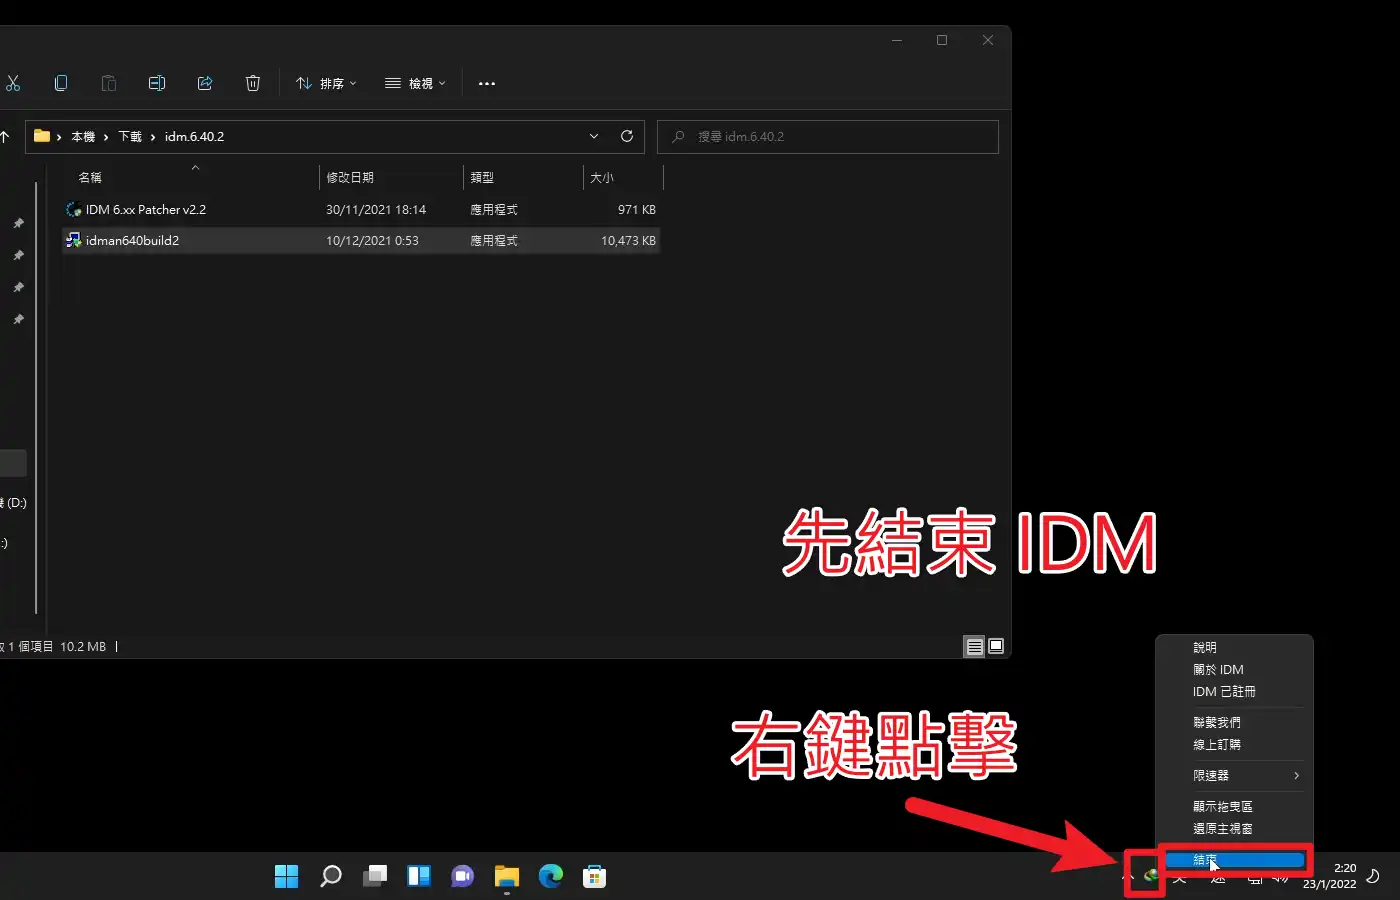 排序
檢視
本機 > 下載 > idm.6.40.2
搜尋 idm.6.40.2
名稱 修改日期 類型 大小
IDM 6.xx Patcher v2.2 30/11/2021 18:14 應用程式 971 KB
idman640build2 10/12/2021 0:53 應用程式 10,473 KB
(D:)
:)
1 個項目 10.2 MB
先結束 IDM
右鍵點擊
說明
關於 IDM
IDM 已註冊
聯繫我們
線上訂購
限速器
顯示拖曳區
還原主視窗
結束
2:20
23/1/2022